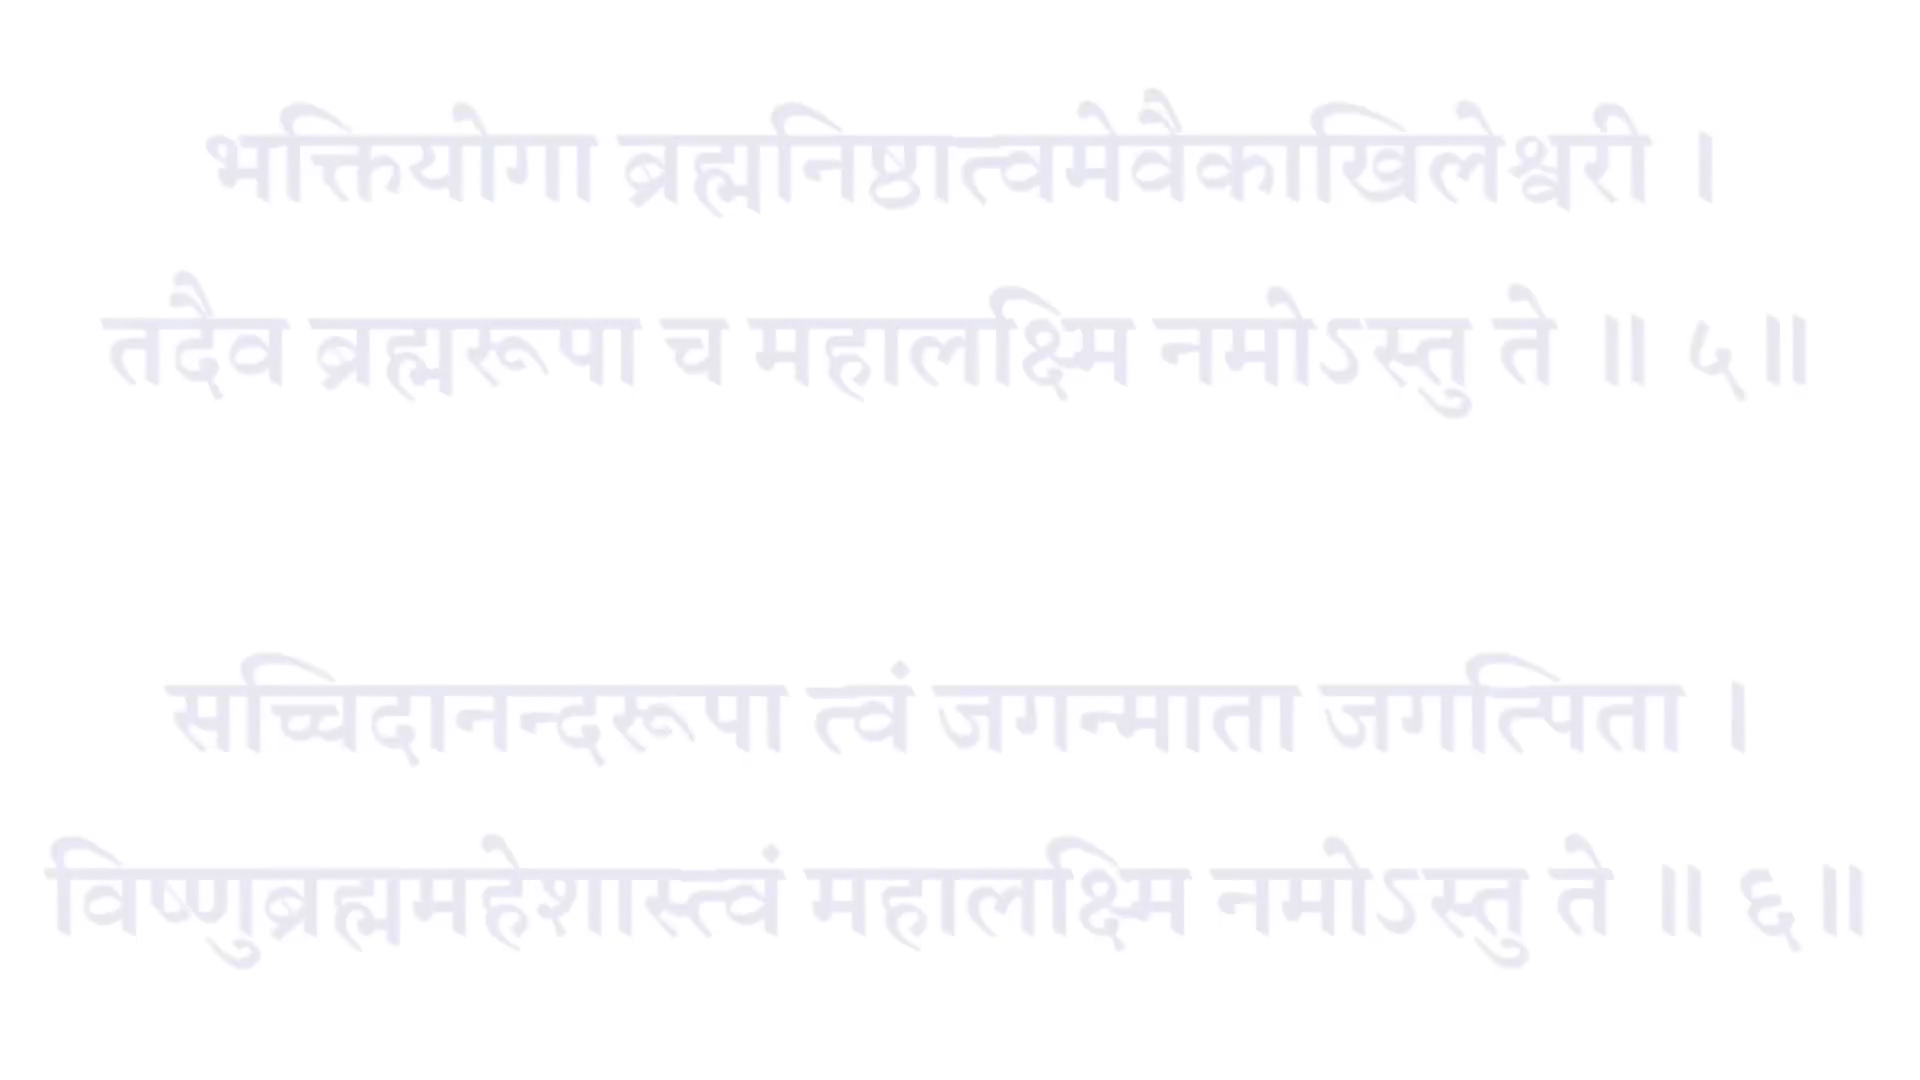 भक्तियोगा ब्रह्मनिष्ठात्वमेवैकाखिलेश्वरी ।
तदैव ब्रह्मरूपा च महालक्ष्मि नमोऽस्तु ते ॥ ५॥
सच्चिदानन्दरूपा त्वं जगन्माता जगत्पिता ।
विष्णुब्रह्ममहेशास्त्वं महालक्ष्मि नमोऽस्तु ते ॥ ६॥